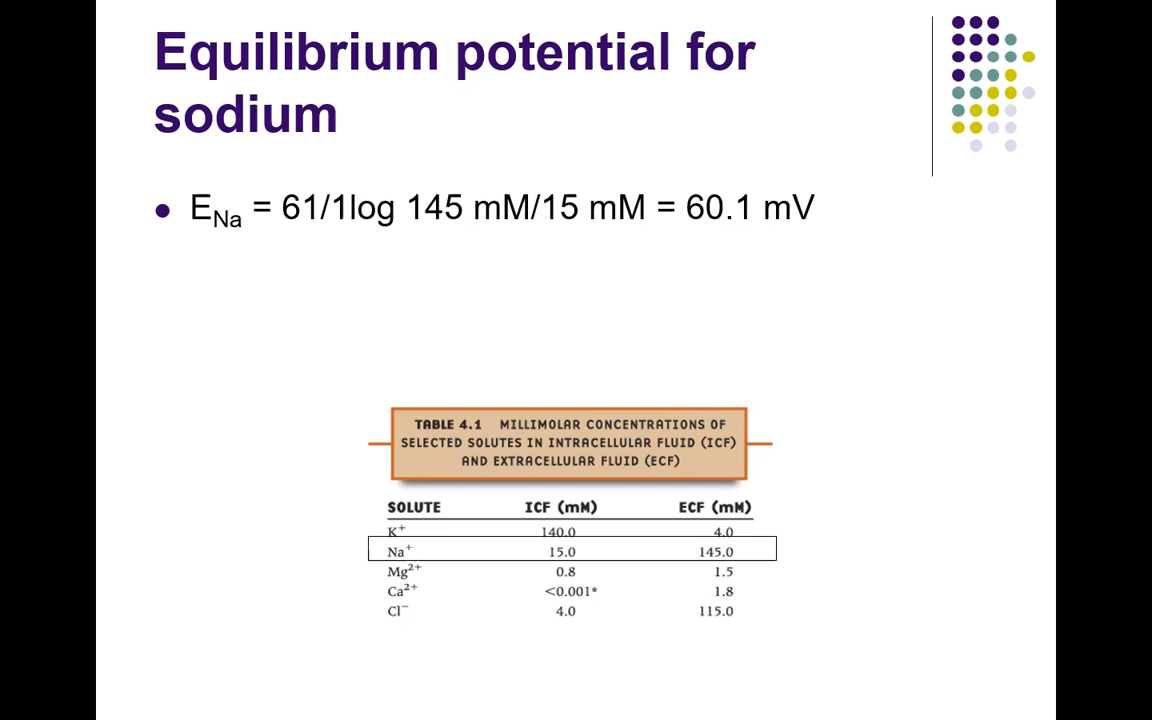 Equilibrium potential for
sodium
● E_Na = 61/1log 145 mM/15 mM = 60.1 mV
TABLE 4.1 MILLIMOLAR CONCENTRATIONS OF
SELECTED SOLUTES IN INTRACELLULAR FLUID (ICF)
AND EXTRACELLULAR FLUID (ECF)
SOLUTE ICF (mM) ECF (mM)
K⁺ 140.0 4.0
Na⁺ 15.0 145.0
Mg²⁺ 0.8 1.5
Ca²⁺ <0.001* 1.8
Cl⁻ 4.0 115.0